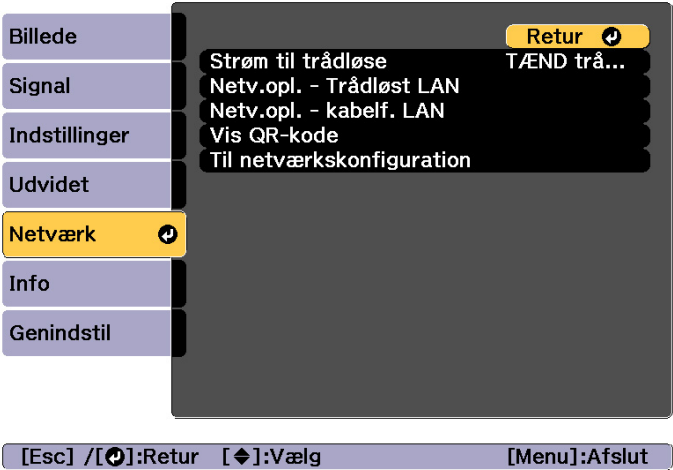 Billede
Signal
Indstillinger
Udvidet
Netværk
Info
Genindstil
Retur
Strøm til trådløse TÆND trå...
Netv.opl. - Trådløst LAN
Netv.opl. - kabelf. LAN
Vis QR-kode
Til netværkskonfiguration
[Esc] /[⏎]:Retur [◆]:Vælg [Menu]:Afslut